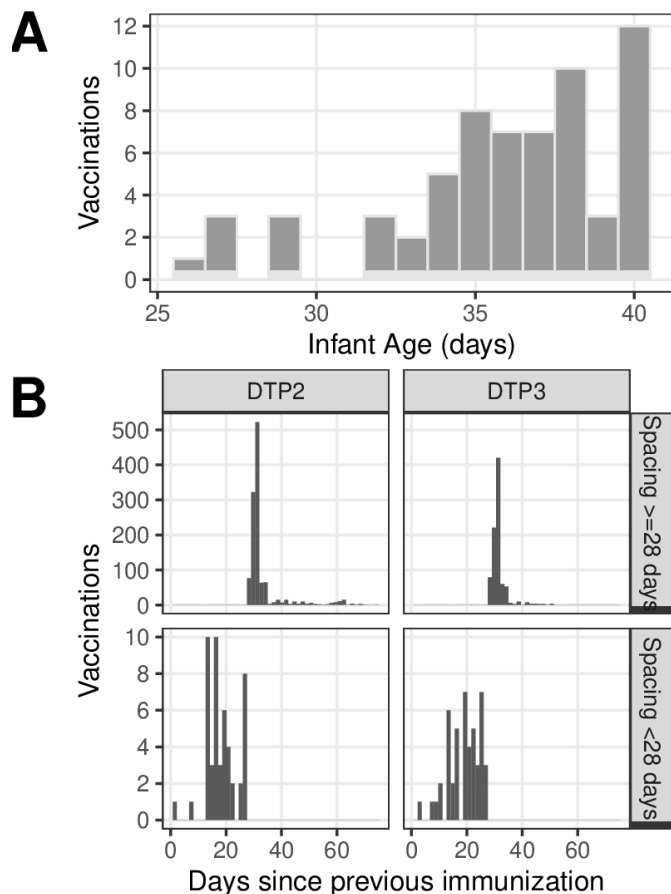 A
12
10
8
6
4
2
0
Vaccinations
25 30 35 40
Infant Age (days)
B
DTP2 DTP3
500
400
300
200
100
0
Spacing >=28 days
Vaccinations
10
8
6
4
2
0
Spacing <28 days
0 20 40 60 0 20 40 60
Days since previous immunization